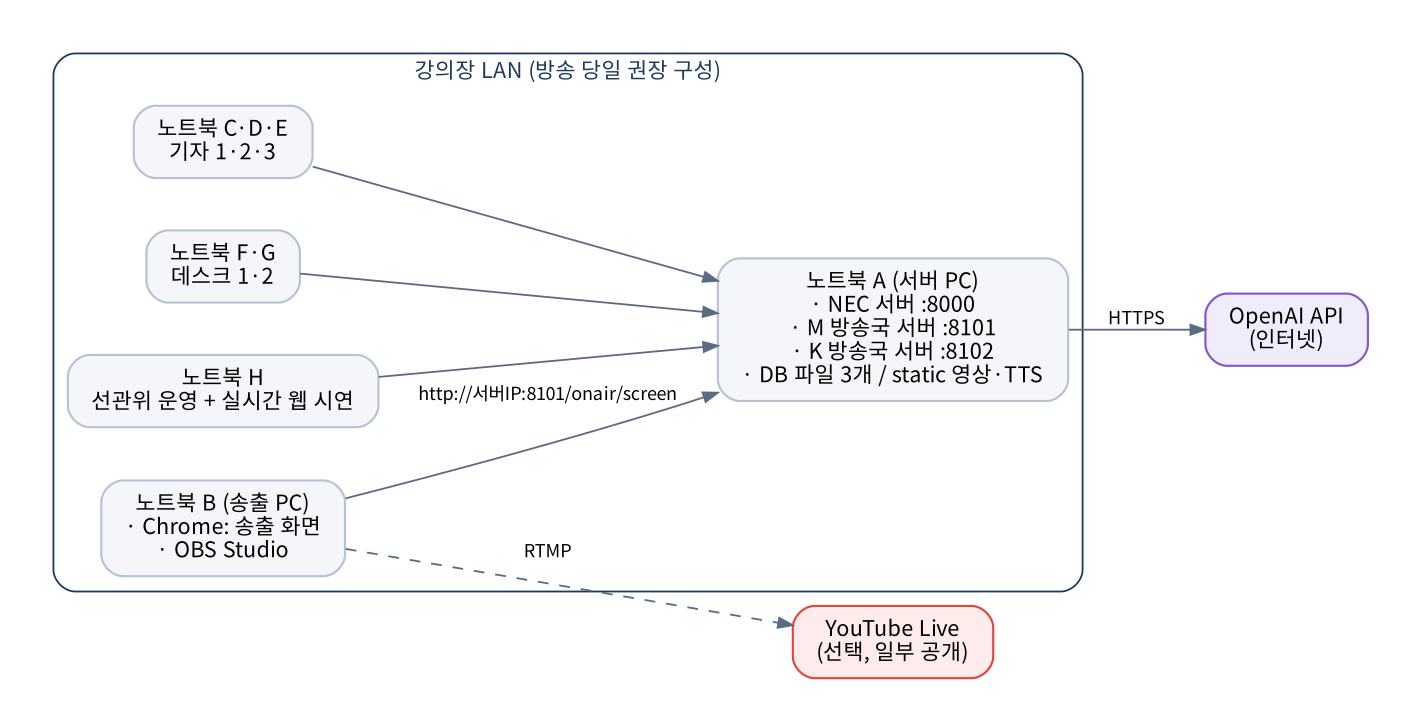 강의장 LAN (방송 당일 권장 구성)
노트북 C·D·E
기자 1·2·3
노트북 F·G
데스크 1·2
노트북 H
선관위 운영 + 실시간 웹 시연
노트북 B (송출 PC)
· Chrome: 송출 화면
· OBS Studio
http://서버IP:8101/onair/screen
RTMP
노트북 A (서버 PC)
· NEC 서버 :8000
· M 방송국 서버 :8101
· K 방송국 서버 :8102
· DB 파일 3개 / static 영상·TTS
HTTPS
OpenAI API
(인터넷)
YouTube Live
(선택, 일부 공개)